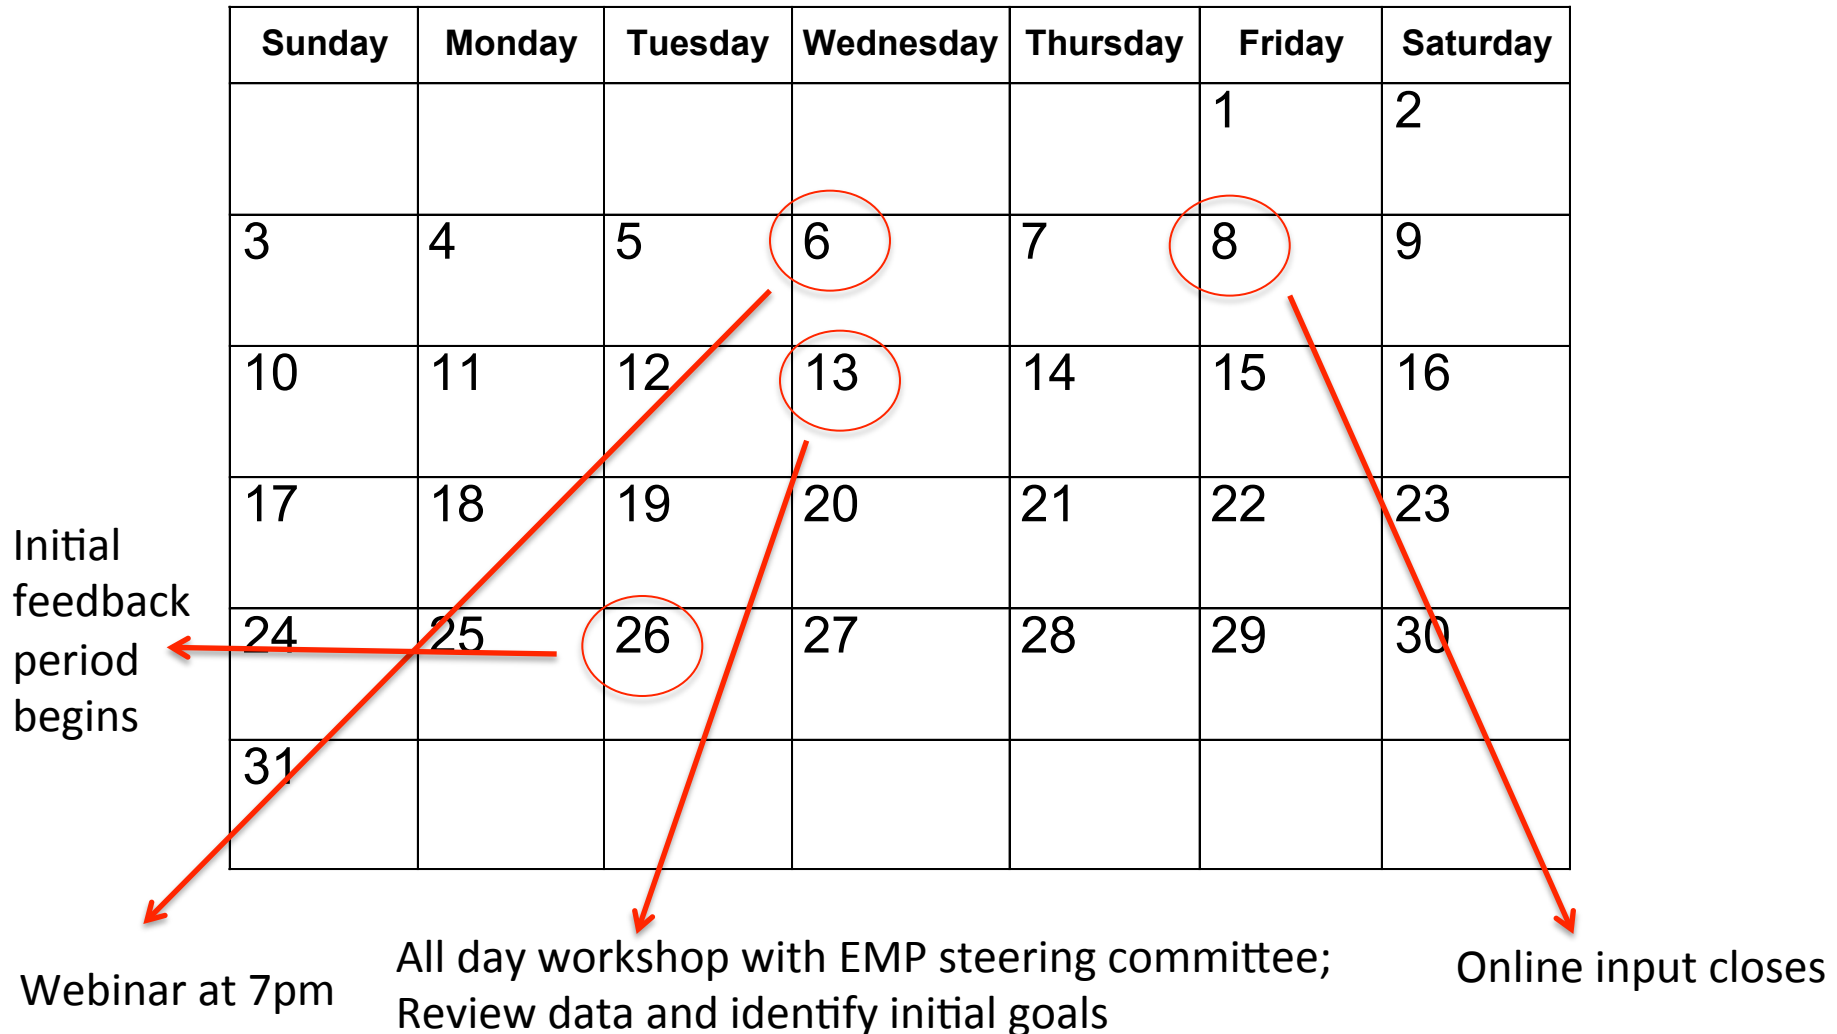 Sunday Monday Tuesday Wednesday Thursday Friday Saturday
1 2
3 4 5 6 7 8 9
10 11 12 13 14 15 16
17 18 19 20 21 22 23
24 25 26 27 28 29 30
31
Initial
feedback
period
begins
Webinar at 7pm
All day workshop with EMP steering committee;
Review data and identify initial goals
Online input closes